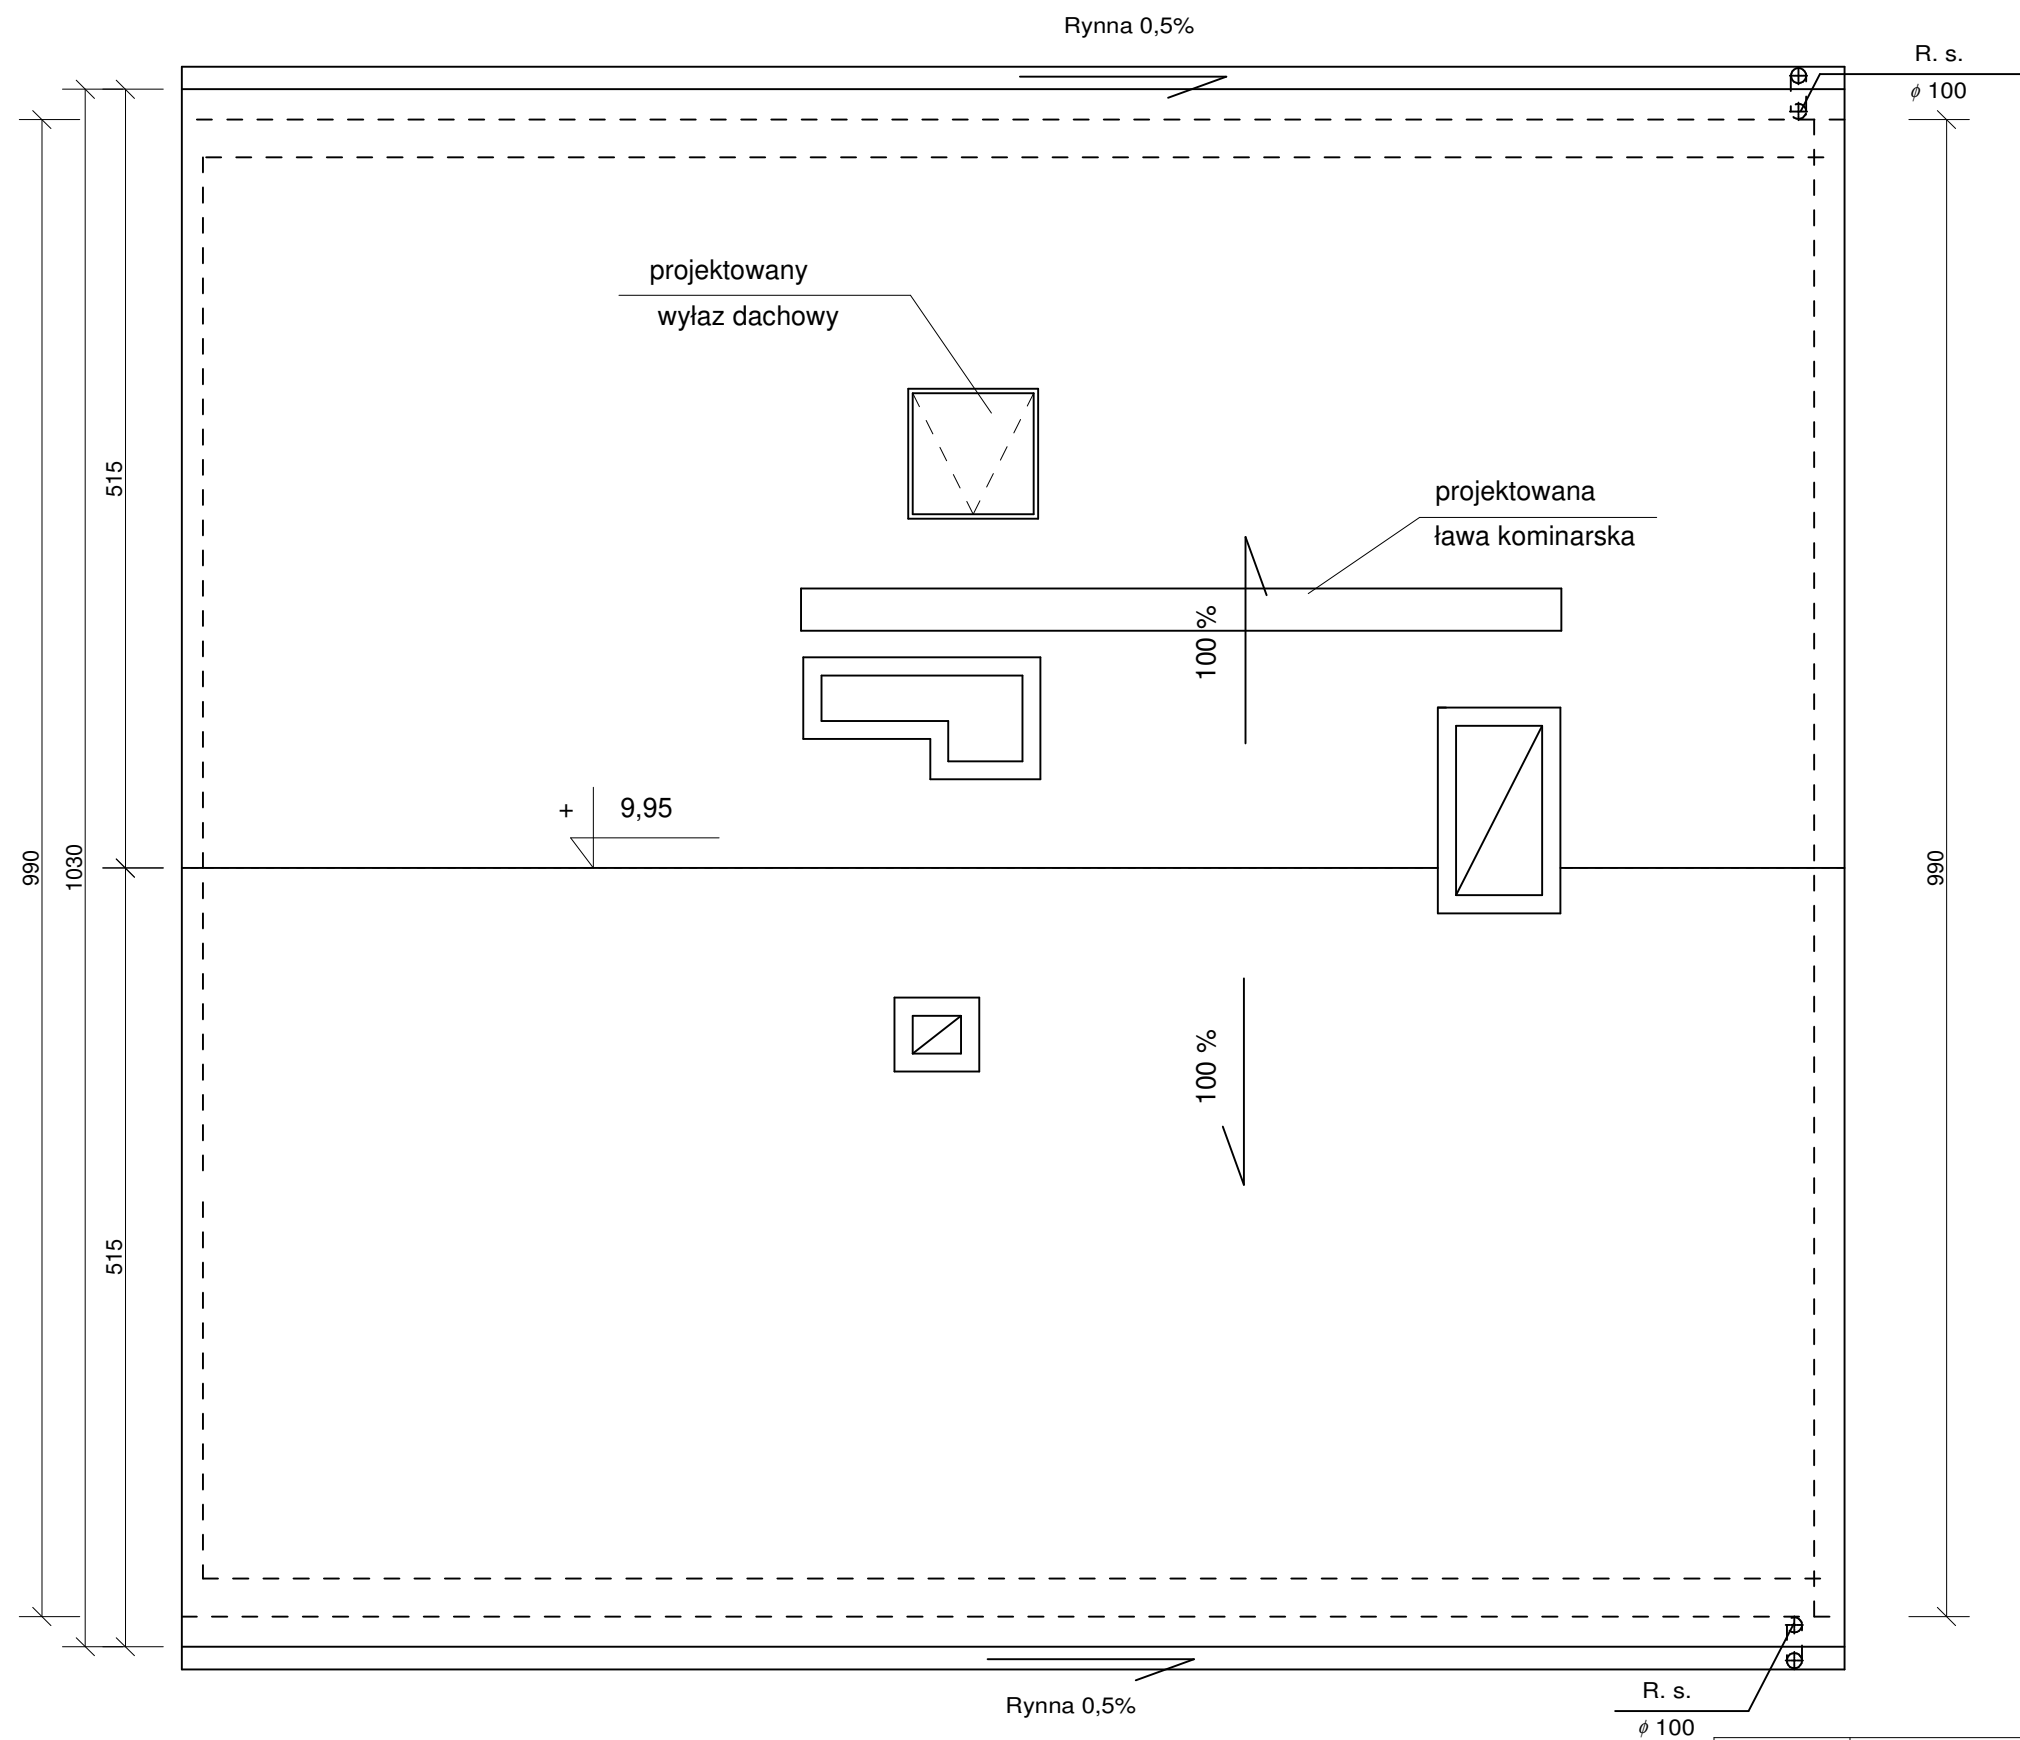 Rynna 0,5%
R. s.
ϕ 100
projektowany
wyłaz dachowy
515
projektowana
ława kominarska
100 %
+ 9,95
990
1030
990
100 %
515
R. s.
ϕ 100
Rynna 0,5%